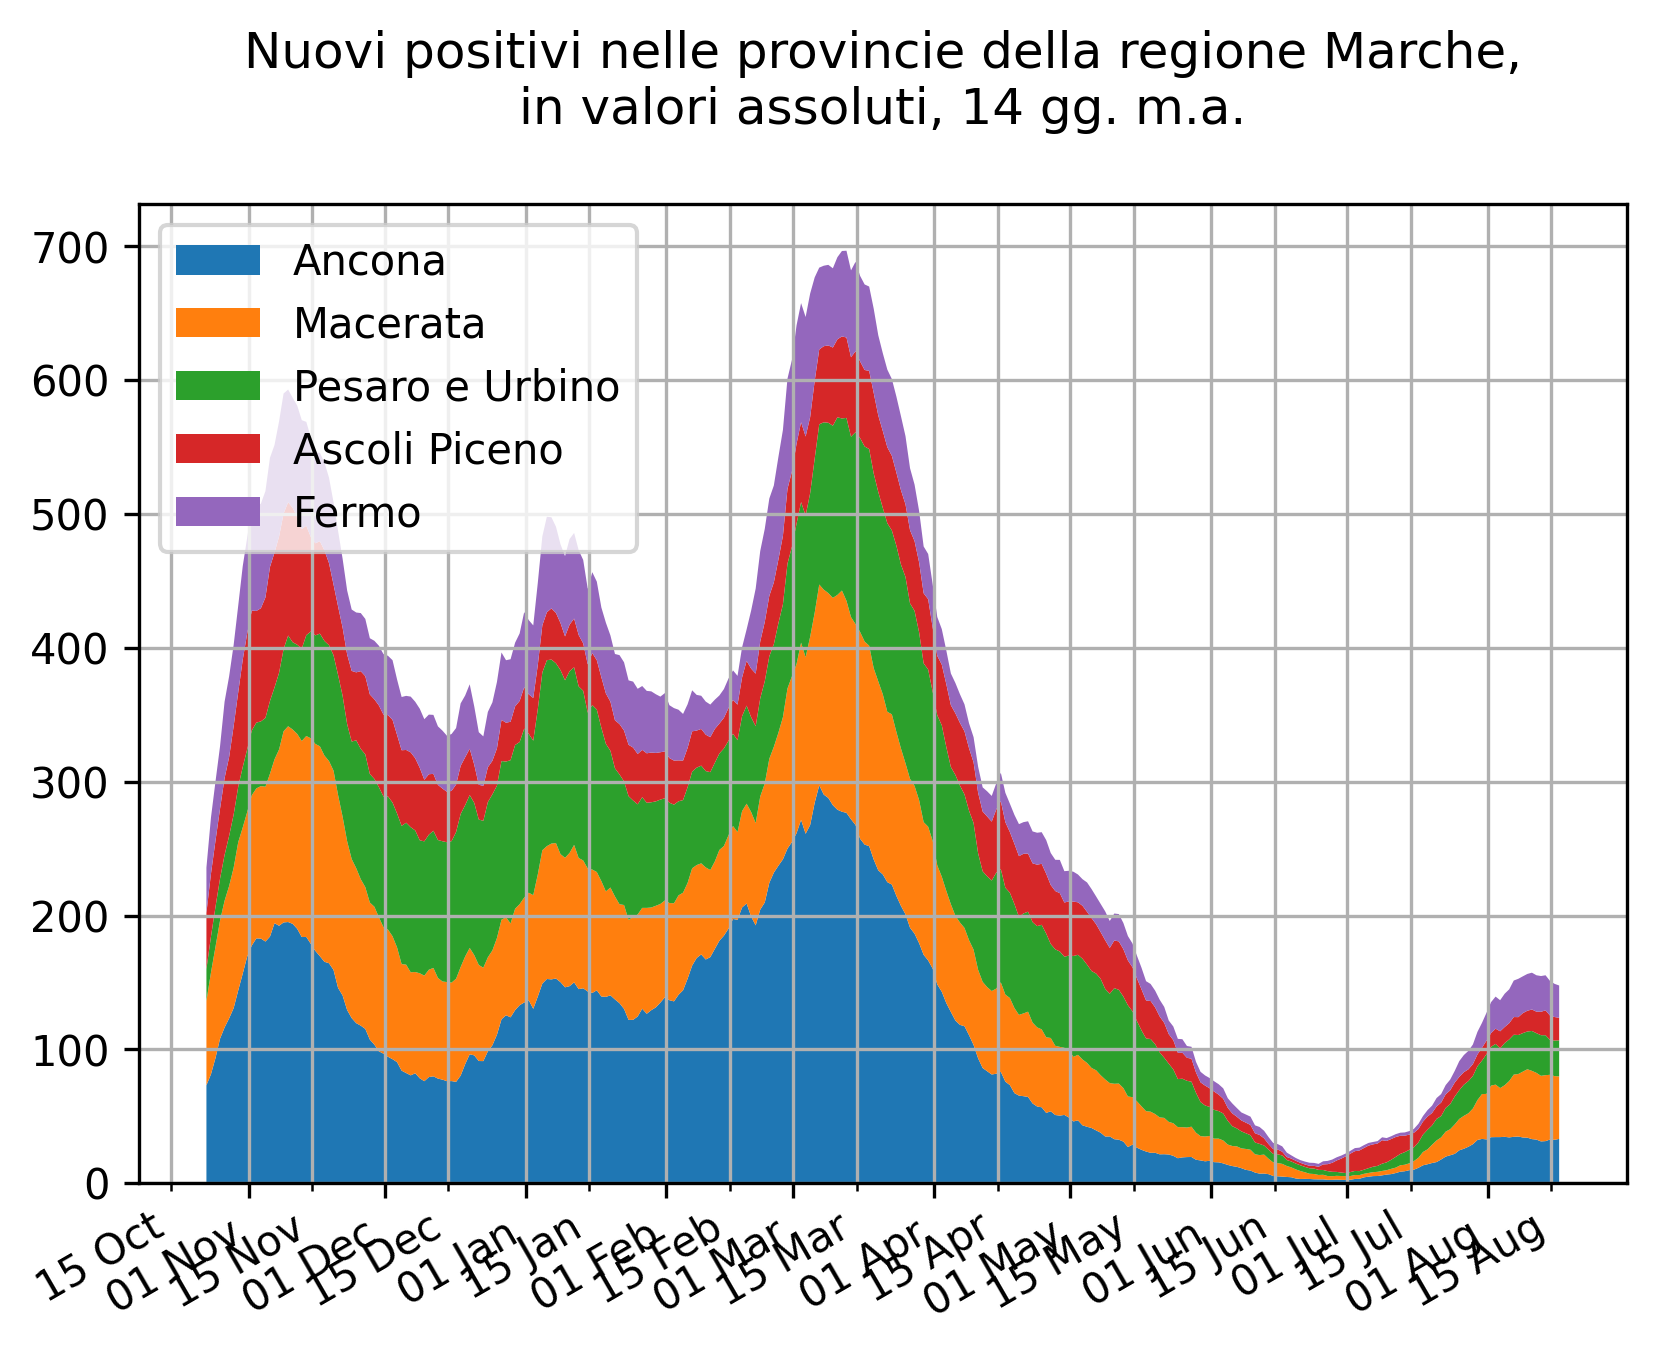 Nuovi positivi nelle provincie della regione Marche,
in valori assoluti, 14 gg. m.a.
700
600
500
400
300
200
100
0
Ancona
Macerata
Pesaro e Urbino
Ascoli Piceno
Fermo
15 Oct
01 Nov
15 Nov
01 Dec
15 Dec
01 Jan
15 Jan
01 Feb
15 Feb
01 Mar
15 Mar
01 Apr
15 Apr
01 May
15 May
01 Jun
15 Jun
01 Jul
15 Jul
01 Aug
15 Aug